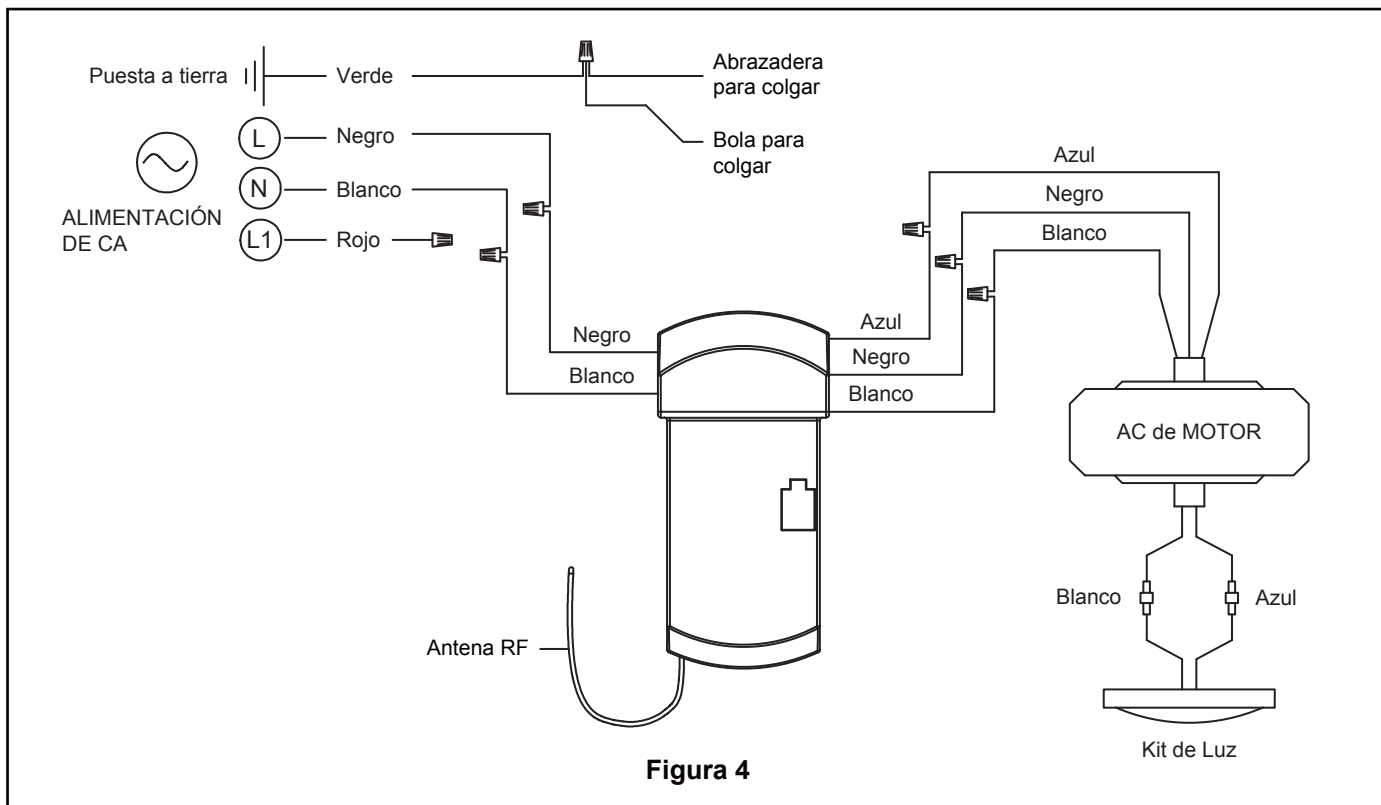 Puesta a tierra
Verde
Abrazadera
para colgar
L
Negro
Bola para
colgar
N
Blanco
ALIMENTACIÓN
DE CA
L1
Rojo
Azul
Negro
Blanco
Negro
Blanco
Azul
Negro
Blanco
AC de MOTOR
Blanco
Azul
Antena RF
Kit de Luz
Figura 4